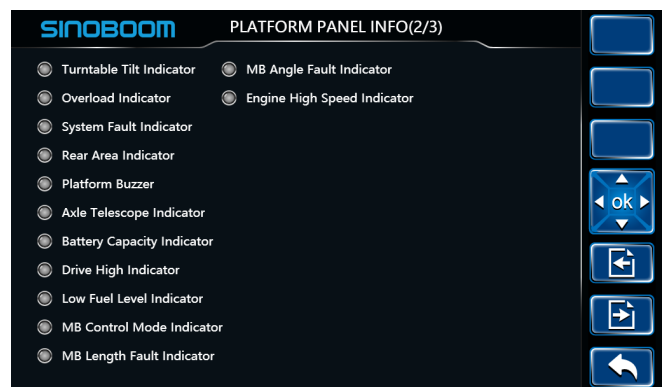 SINOBOOM
PLATFORM PANEL INFO(2/3)
Turntable Tilt Indicator
Overload Indicator
System Fault Indicator
Rear Area Indicator
Platform Buzzer
Axle Telescope Indicator
Battery Capacity Indicator
Drive High Indicator
Low Fuel Level Indicator
MB Control Mode Indicator
MB Length Fault Indicator
MB Angle Fault Indicator
Engine High Speed Indicator
ok